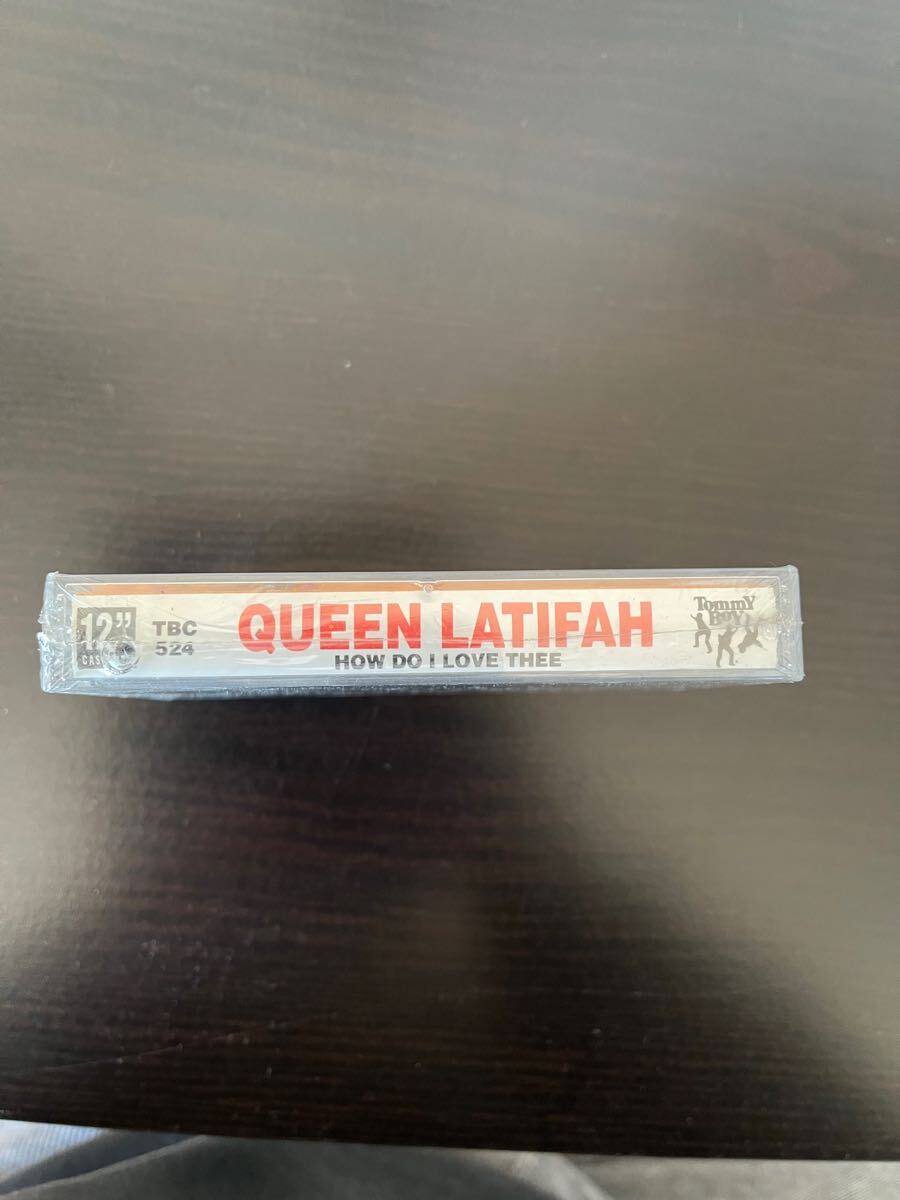 12"
TBC
524
QUEEN LATIFAH
HOW DO I LOVE THEE
Tommy
Boy